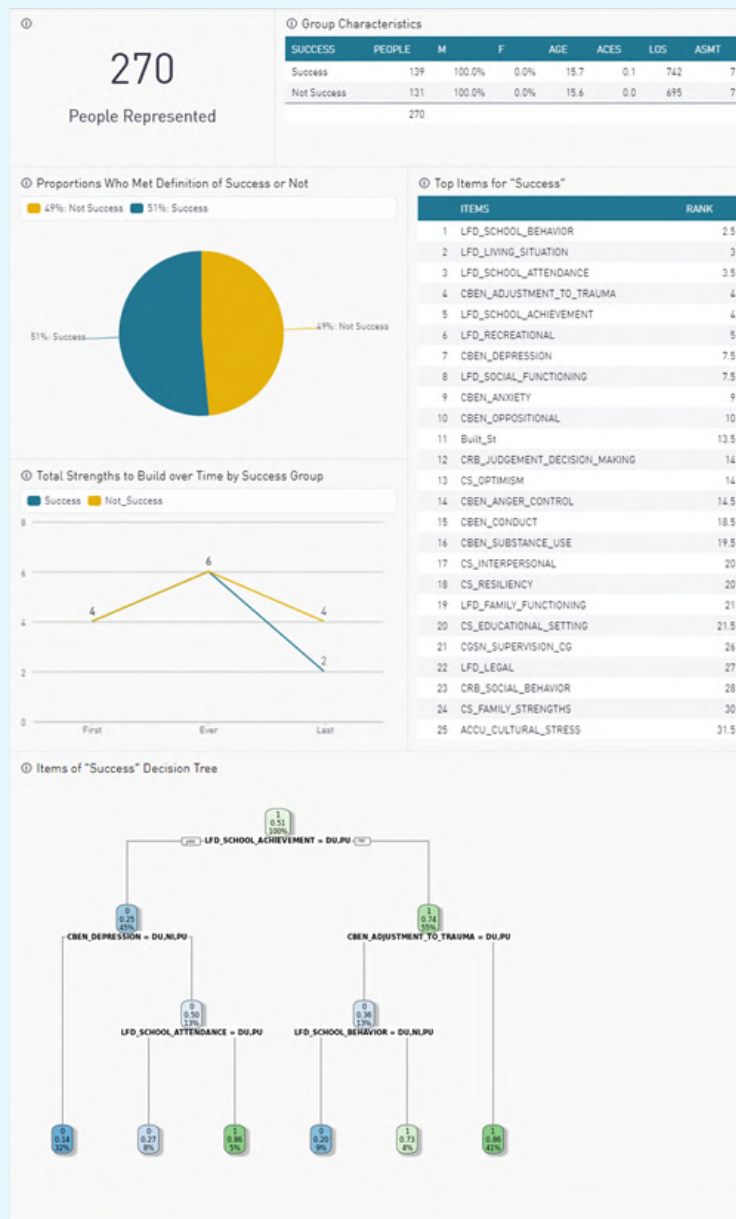 270
People Represented
Group Characteristics
SUCCESS PEOPLE M F AGE ACES LOS ASMT
Success 139 100.0% 0.0% 15.7 0.1 742 7
Not Success 131 100.0% 0.0% 15.6 0.0 695 7
270
Proportions Who Met Definition of Success or Not
49%: Not Success 51%: Success
51%: Success
49%: Not Success
Total Strengths to Build over Time by Success Group
Success Not_Success
8
6
4
2
0
4
6
4
2
First Ever Last
Top Items for "Success"
ITEMS RANK
1 LFD_SCHOOL_BEHAVIOR 2.5
2 LFD_LIVING_SITUATION 3
3 LFD_SCHOOL_ATTENDANCE 3.5
4 CBEN_ADJUSTMENT_TO_TRAUMA 4
5 LFD_SCHOOL_ACHIEVEMENT 4
6 LFD_RECREATIONAL 5
7 CBEN_DEPRESSION 7.5
8 LFD_SOCIAL_FUNCTIONING 7.5
9 CBEN_ANXIETY 9
10 CBEN_OPPOSITIONAL 10
11 Built_St 13.5
12 CRB_JUDGEMENT_DECISION_MAKING 14
13 CS_OPTIMISM 14
14 CBEN_ANGER_CONTROL 14.5
15 CBEN_CONDUCT 18.5
16 CBEN_SUBSTANCE_USE 19.5
17 CS_INTERPERSONAL 20
18 CS_RESILIENCY 20
19 LFD_FAMILY_FUNCTIONING 21
20 CS_EDUCATIONAL_SETTING 21.5
21 CGSN_SUPERVISION_CG 26
22 LFD_LEGAL 27
23 CRB_SOCIAL_BEHAVIOR 28
24 CS_FAMILY_STRENGTHS 30
25 ACCU_CULTURAL_STRESS 31.5
Items of "Success" Decision Tree
1
0.51
100%
yes LFD_SCHOOL_ACHIEVEMENT = DU,PU no
0
0.25
45%
CBEN_DEPRESSION = DU,NI,PU
1
0.74
55%
CBEN_ADJUSTMENT_TO_TRAUMA = DU,PU
0
0.50
13%
LFD_SCHOOL_ATTENDANCE = DU,PU
0
0.36
13%
LFD_SCHOOL_BEHAVIOR = DU,NI,PU
0
0.14
32%
0
0.27
8%
1
0.86
5%
0
0.20
9%
1
0.73
4%
1
0.86
41%